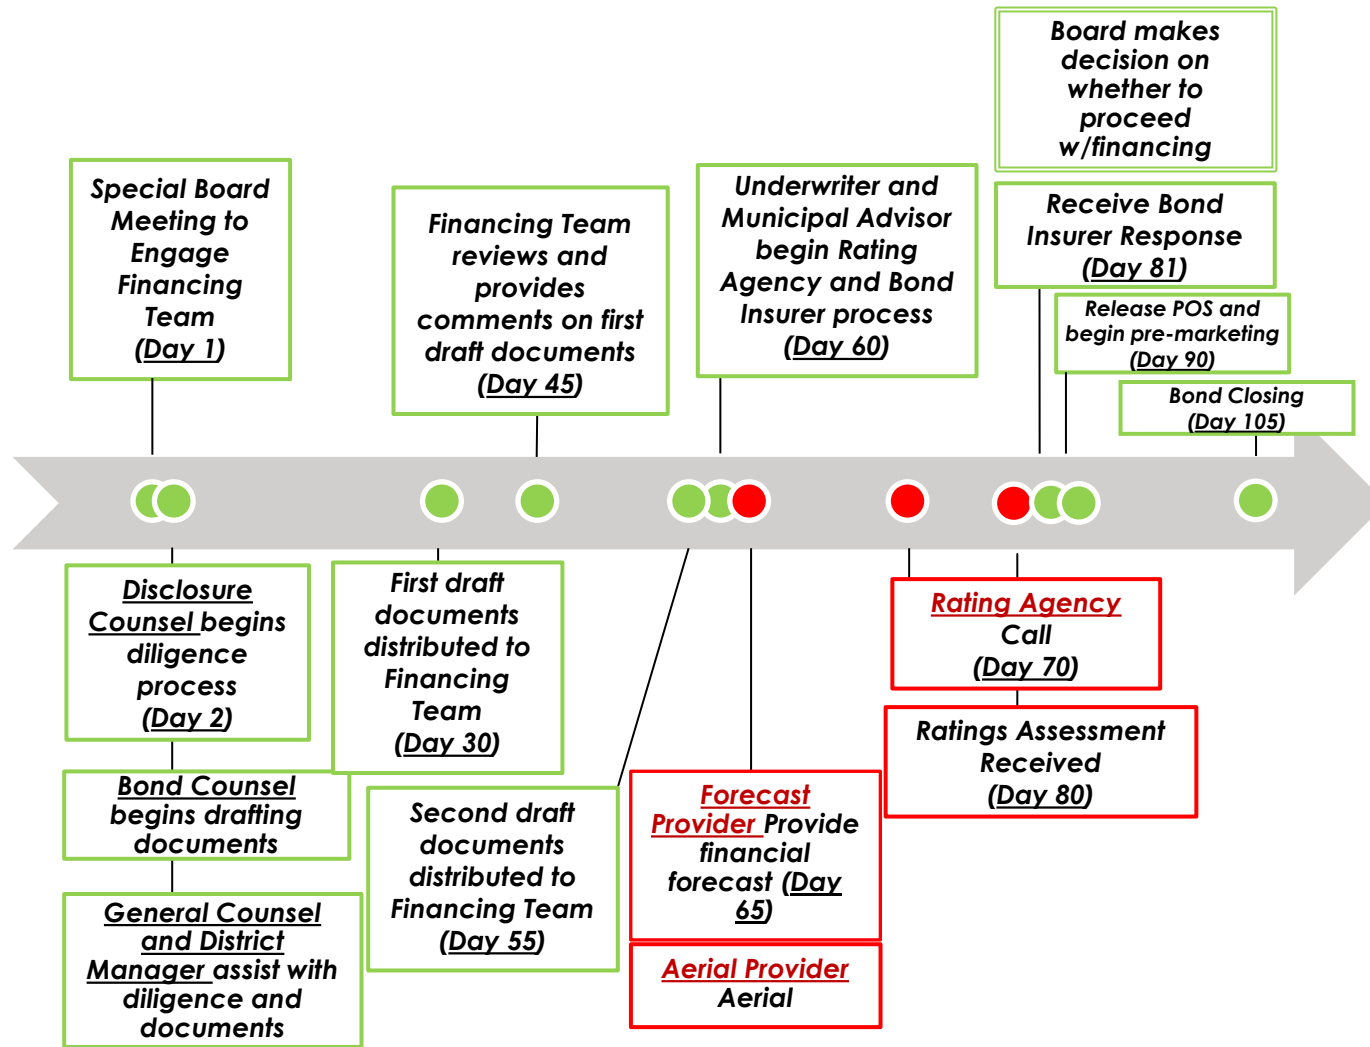 Board makes
decision on
whether to
proceed
w/financing
Special Board
Meeting to
Engage
Financing
Team
(Day 1)
Financing Team
reviews and
provides
comments on first
draft documents
(Day 45)
Underwriter and
Municipal Advisor
begin Rating
Agency and Bond
Insurer process
(Day 60)
Receive Bond
Insurer Response
(Day 81)
Release POS and
begin pre-marketing
(Day 90)
Bond Closing
(Day 105)
Disclosure
Counsel begins
diligence
process
(Day 2)
Bond Counsel
begins drafting
documents
General Counsel
and District
Manager assist with
diligence and
documents
First draft
documents
distributed to
Financing
Team
(Day 30)
Second draft
documents
distributed to
Financing Team
(Day 55)
Forecast
Provider Provide
financial
forecast (Day
65)
Aerial Provider
Aerial
Rating Agency
Call
(Day 70)
Ratings Assessment
Received
(Day 80)